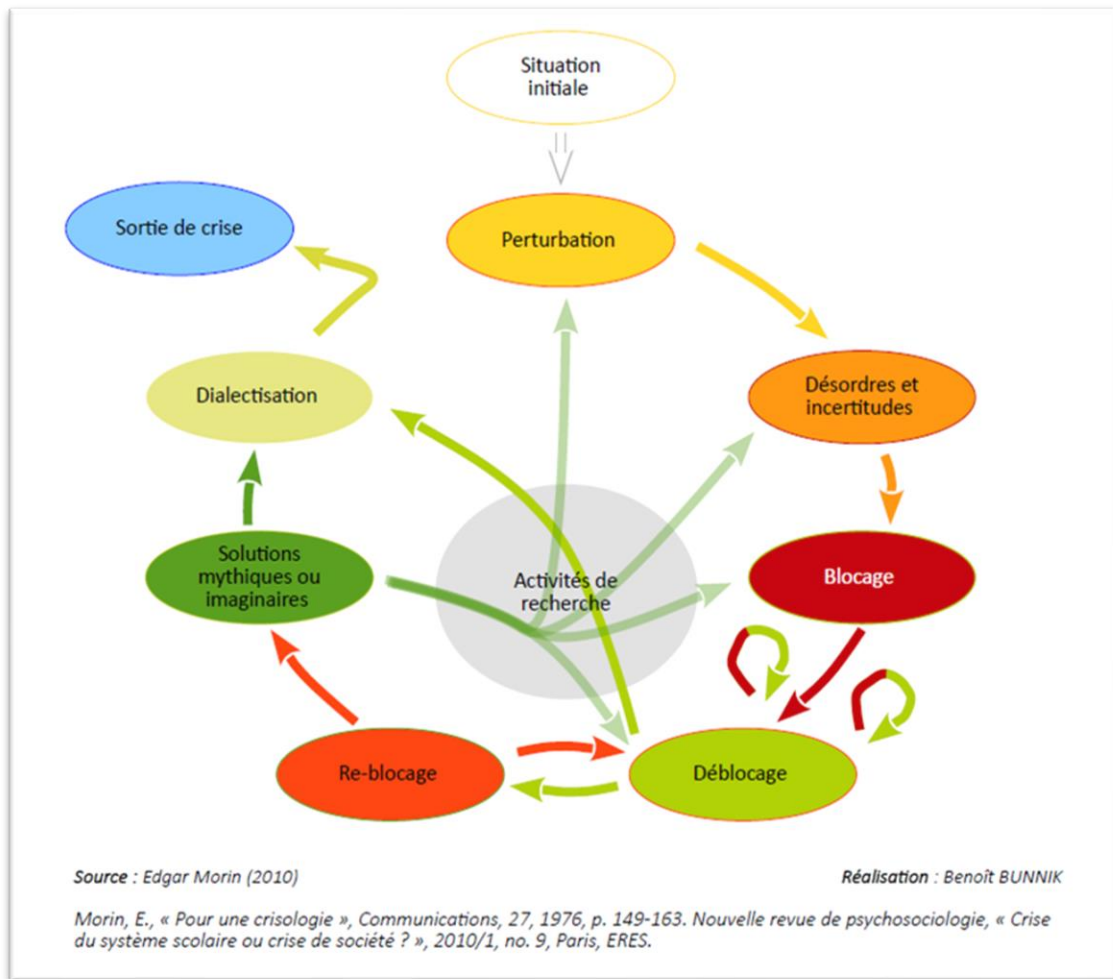 Situation
initiale
Sortie de crise
Perturbation
Dialectisation
Désordres et
incertitudes
Solutions
mythiques ou
imaginaires
Activités de
recherche
Blocage
Re-blocage
Déblocage
Source : Edgar Morin (2010)
Réalisation : Benoît BUNNIK
Morin, E., « Pour une crisologie », Communications, 27, 1976, p. 149-163. Nouvelle revue de psychosociologie, « Crise
du système scolaire ou crise de société ? », 2010/1, no. 9, Paris, ERES.